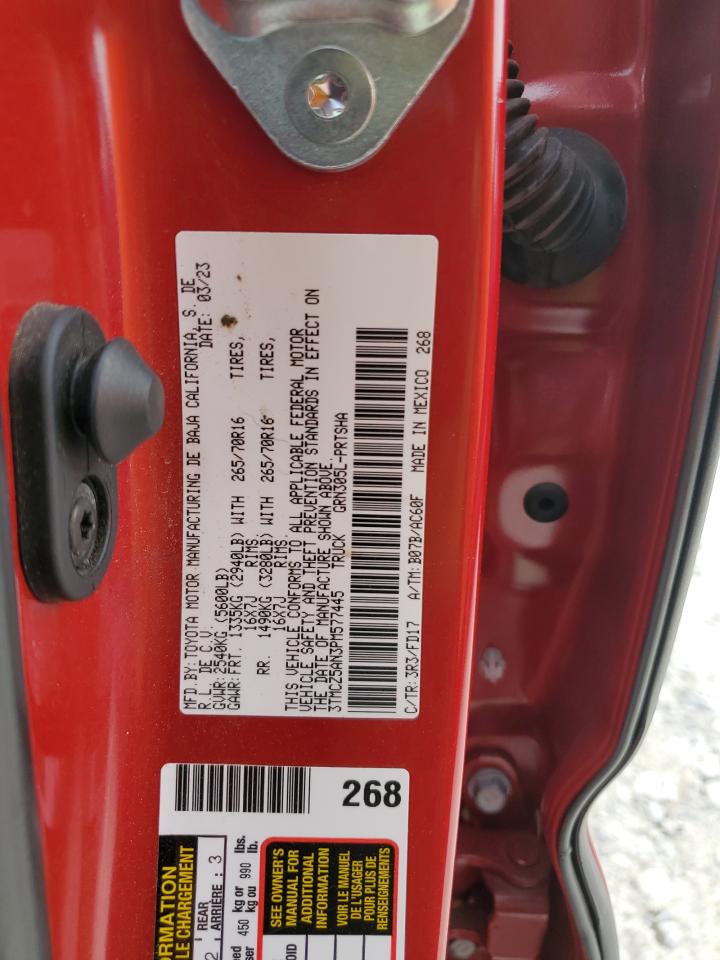 MFD.BY:TOYOTA MOTOR MANUFACTURING DE BAJA CALIFORNIA, S. DE
R.L. DE C.V. DATE: 03/23
GVWR:2540KG (5600LB)
GAWR:FRT. 1335KG (2940LB) WITH 265/70R16 TIRES,
16X7J RIMS.
RR. 1490KG (3280LB) WITH 265/70R16 TIRES,
16X7J RIMS.
THIS VEHICLE CONFORMS TO ALL APPLICABLE FEDERAL MOTOR
VEHICLE SAFETY AND THEFT PREVENTION STANDARDS IN EFFECT ON
THE DATE OF MANUFACTURE SHOWN ABOVE.
3TMCZ5AN3PM577445 TRUCK GRN305L-PRTSHA
C/TR:3R3/FD17 A/TM:B07B/AC60F MADE IN MEXICO 268
268
LE CHARGEMENT
2 REAR ARRIÈRE : 3
450 kg or 990 lbs.
kg ou lb.
SEE OWNER'S
MANUAL FOR
ADDITIONAL
INFORMATION
VOIR LE MANUEL
DE L'USAGER
POUR PLUS DE
RENSEIGNEMENTS